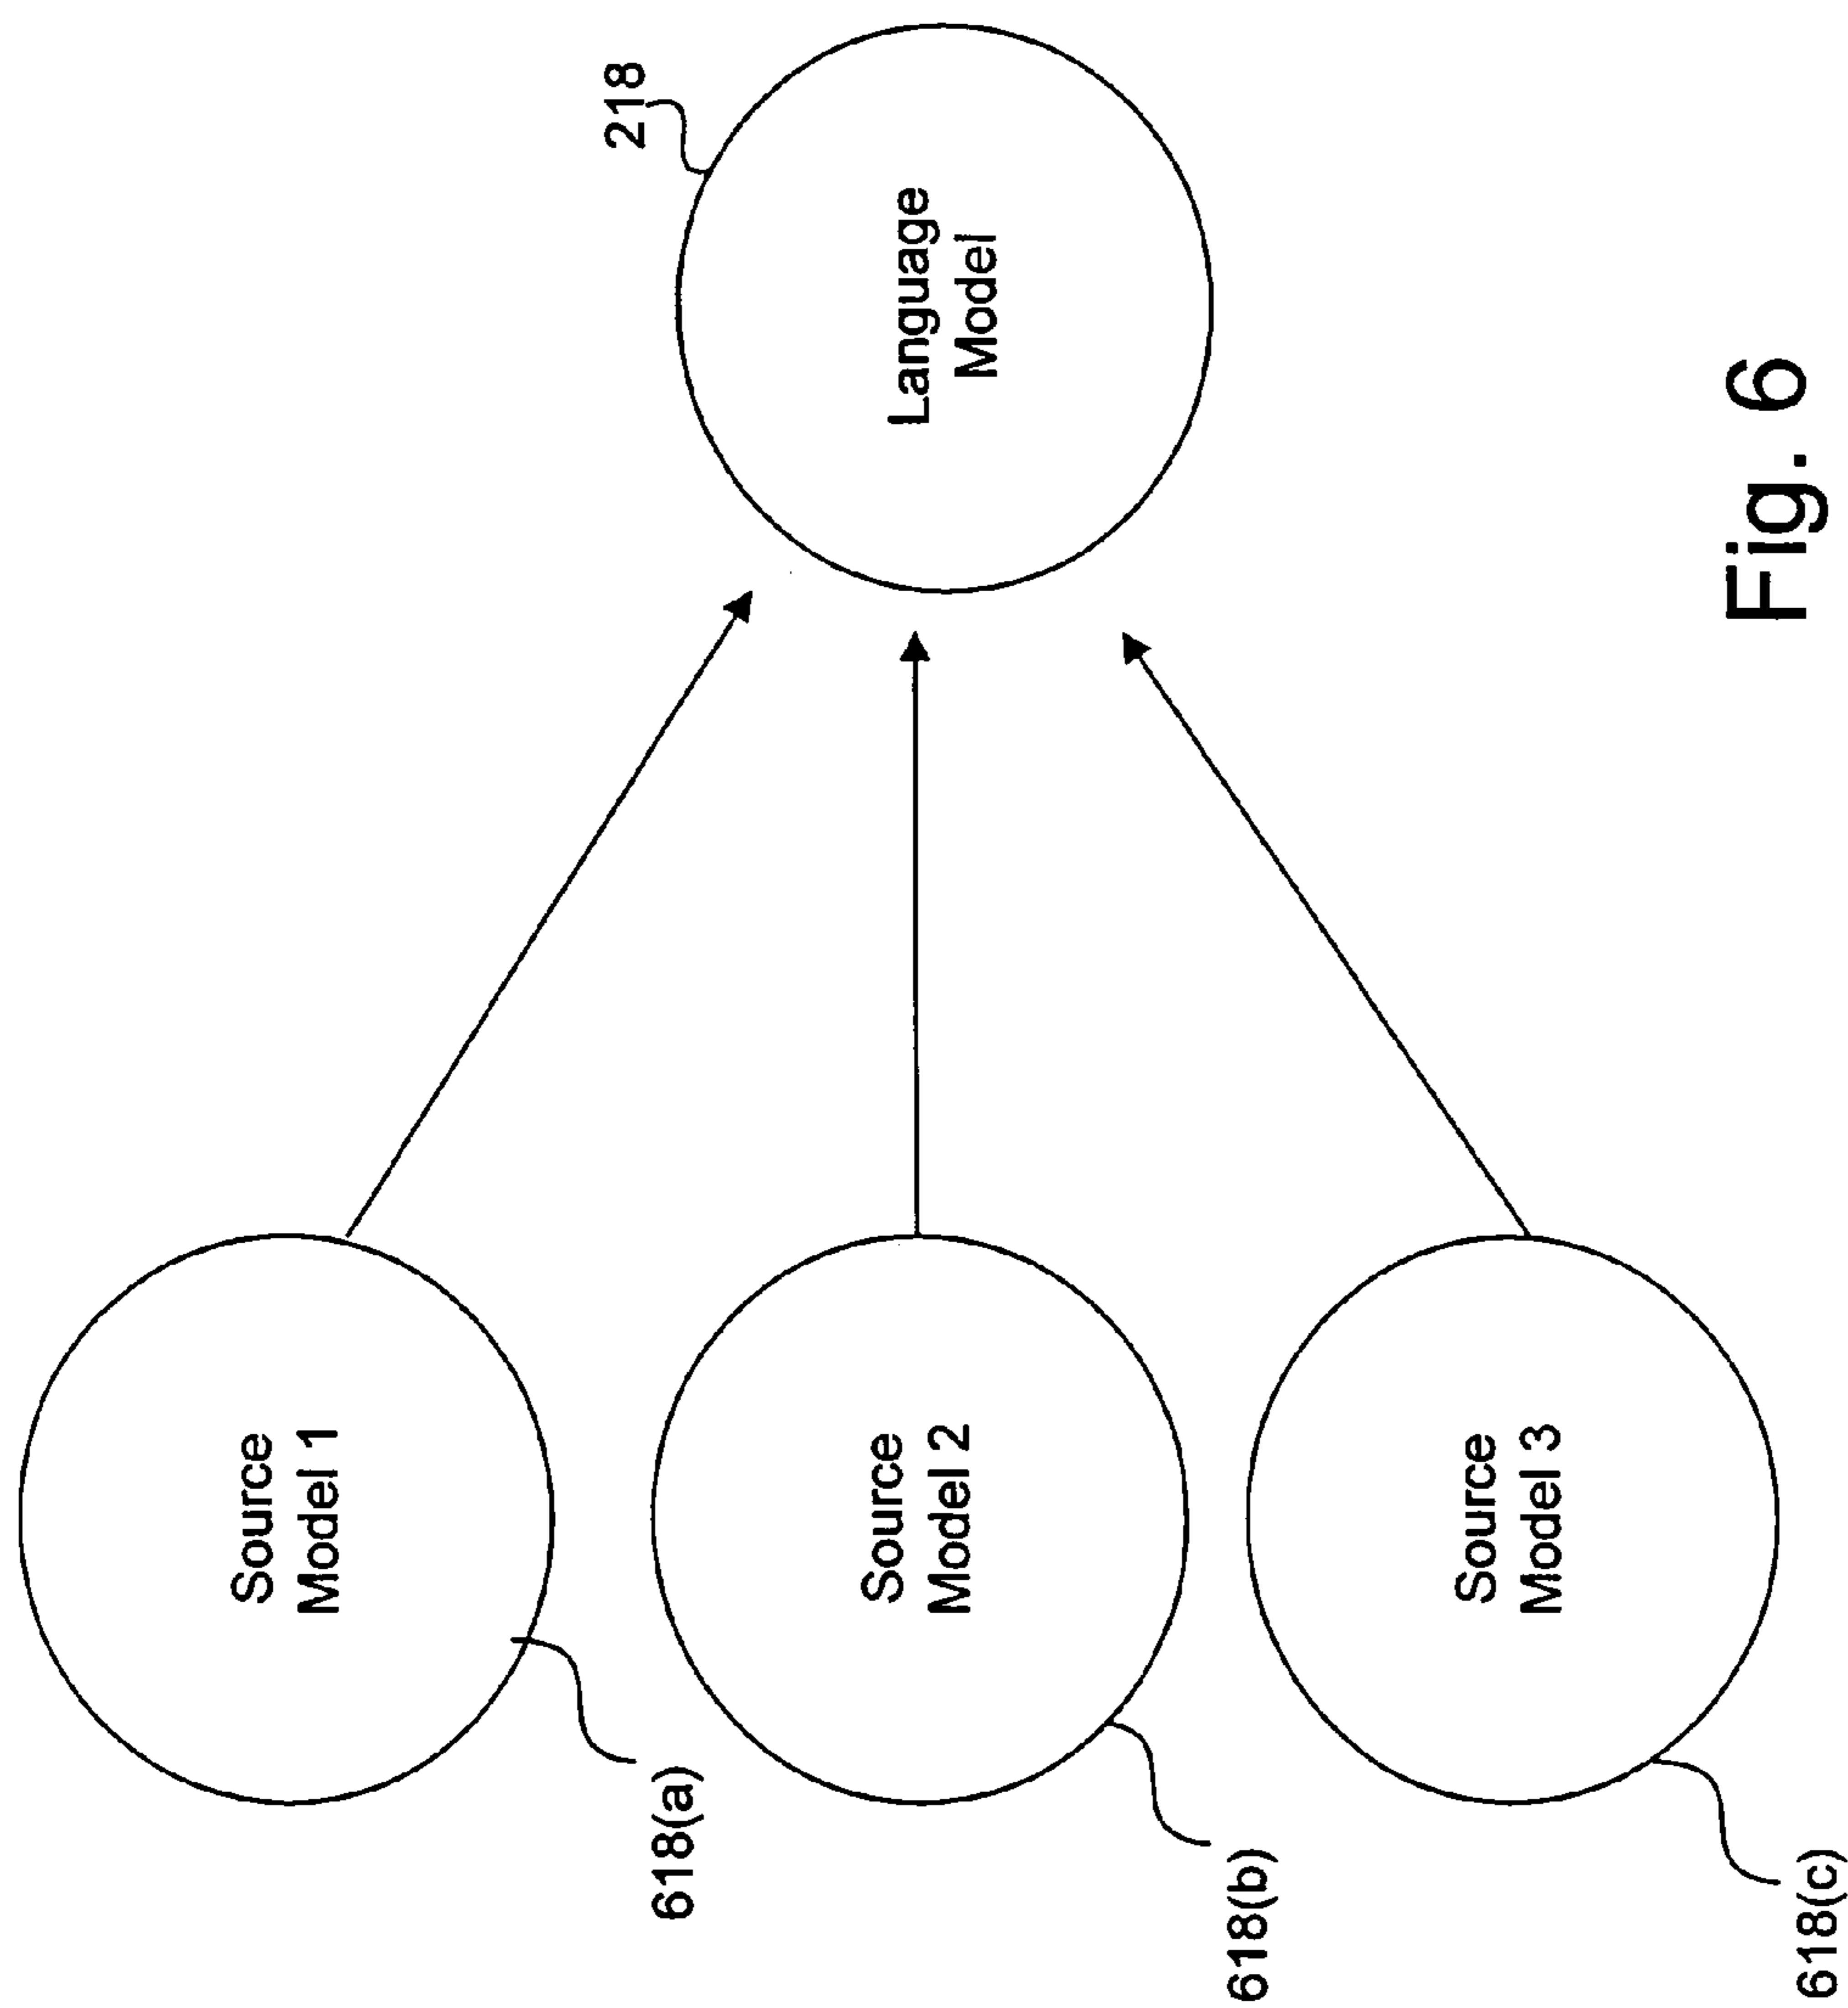 Source
Model 1
618(a)
Source
Model 2
618(b)
Source
Model 3
618(c)
218
Language
Model
Fig. 6